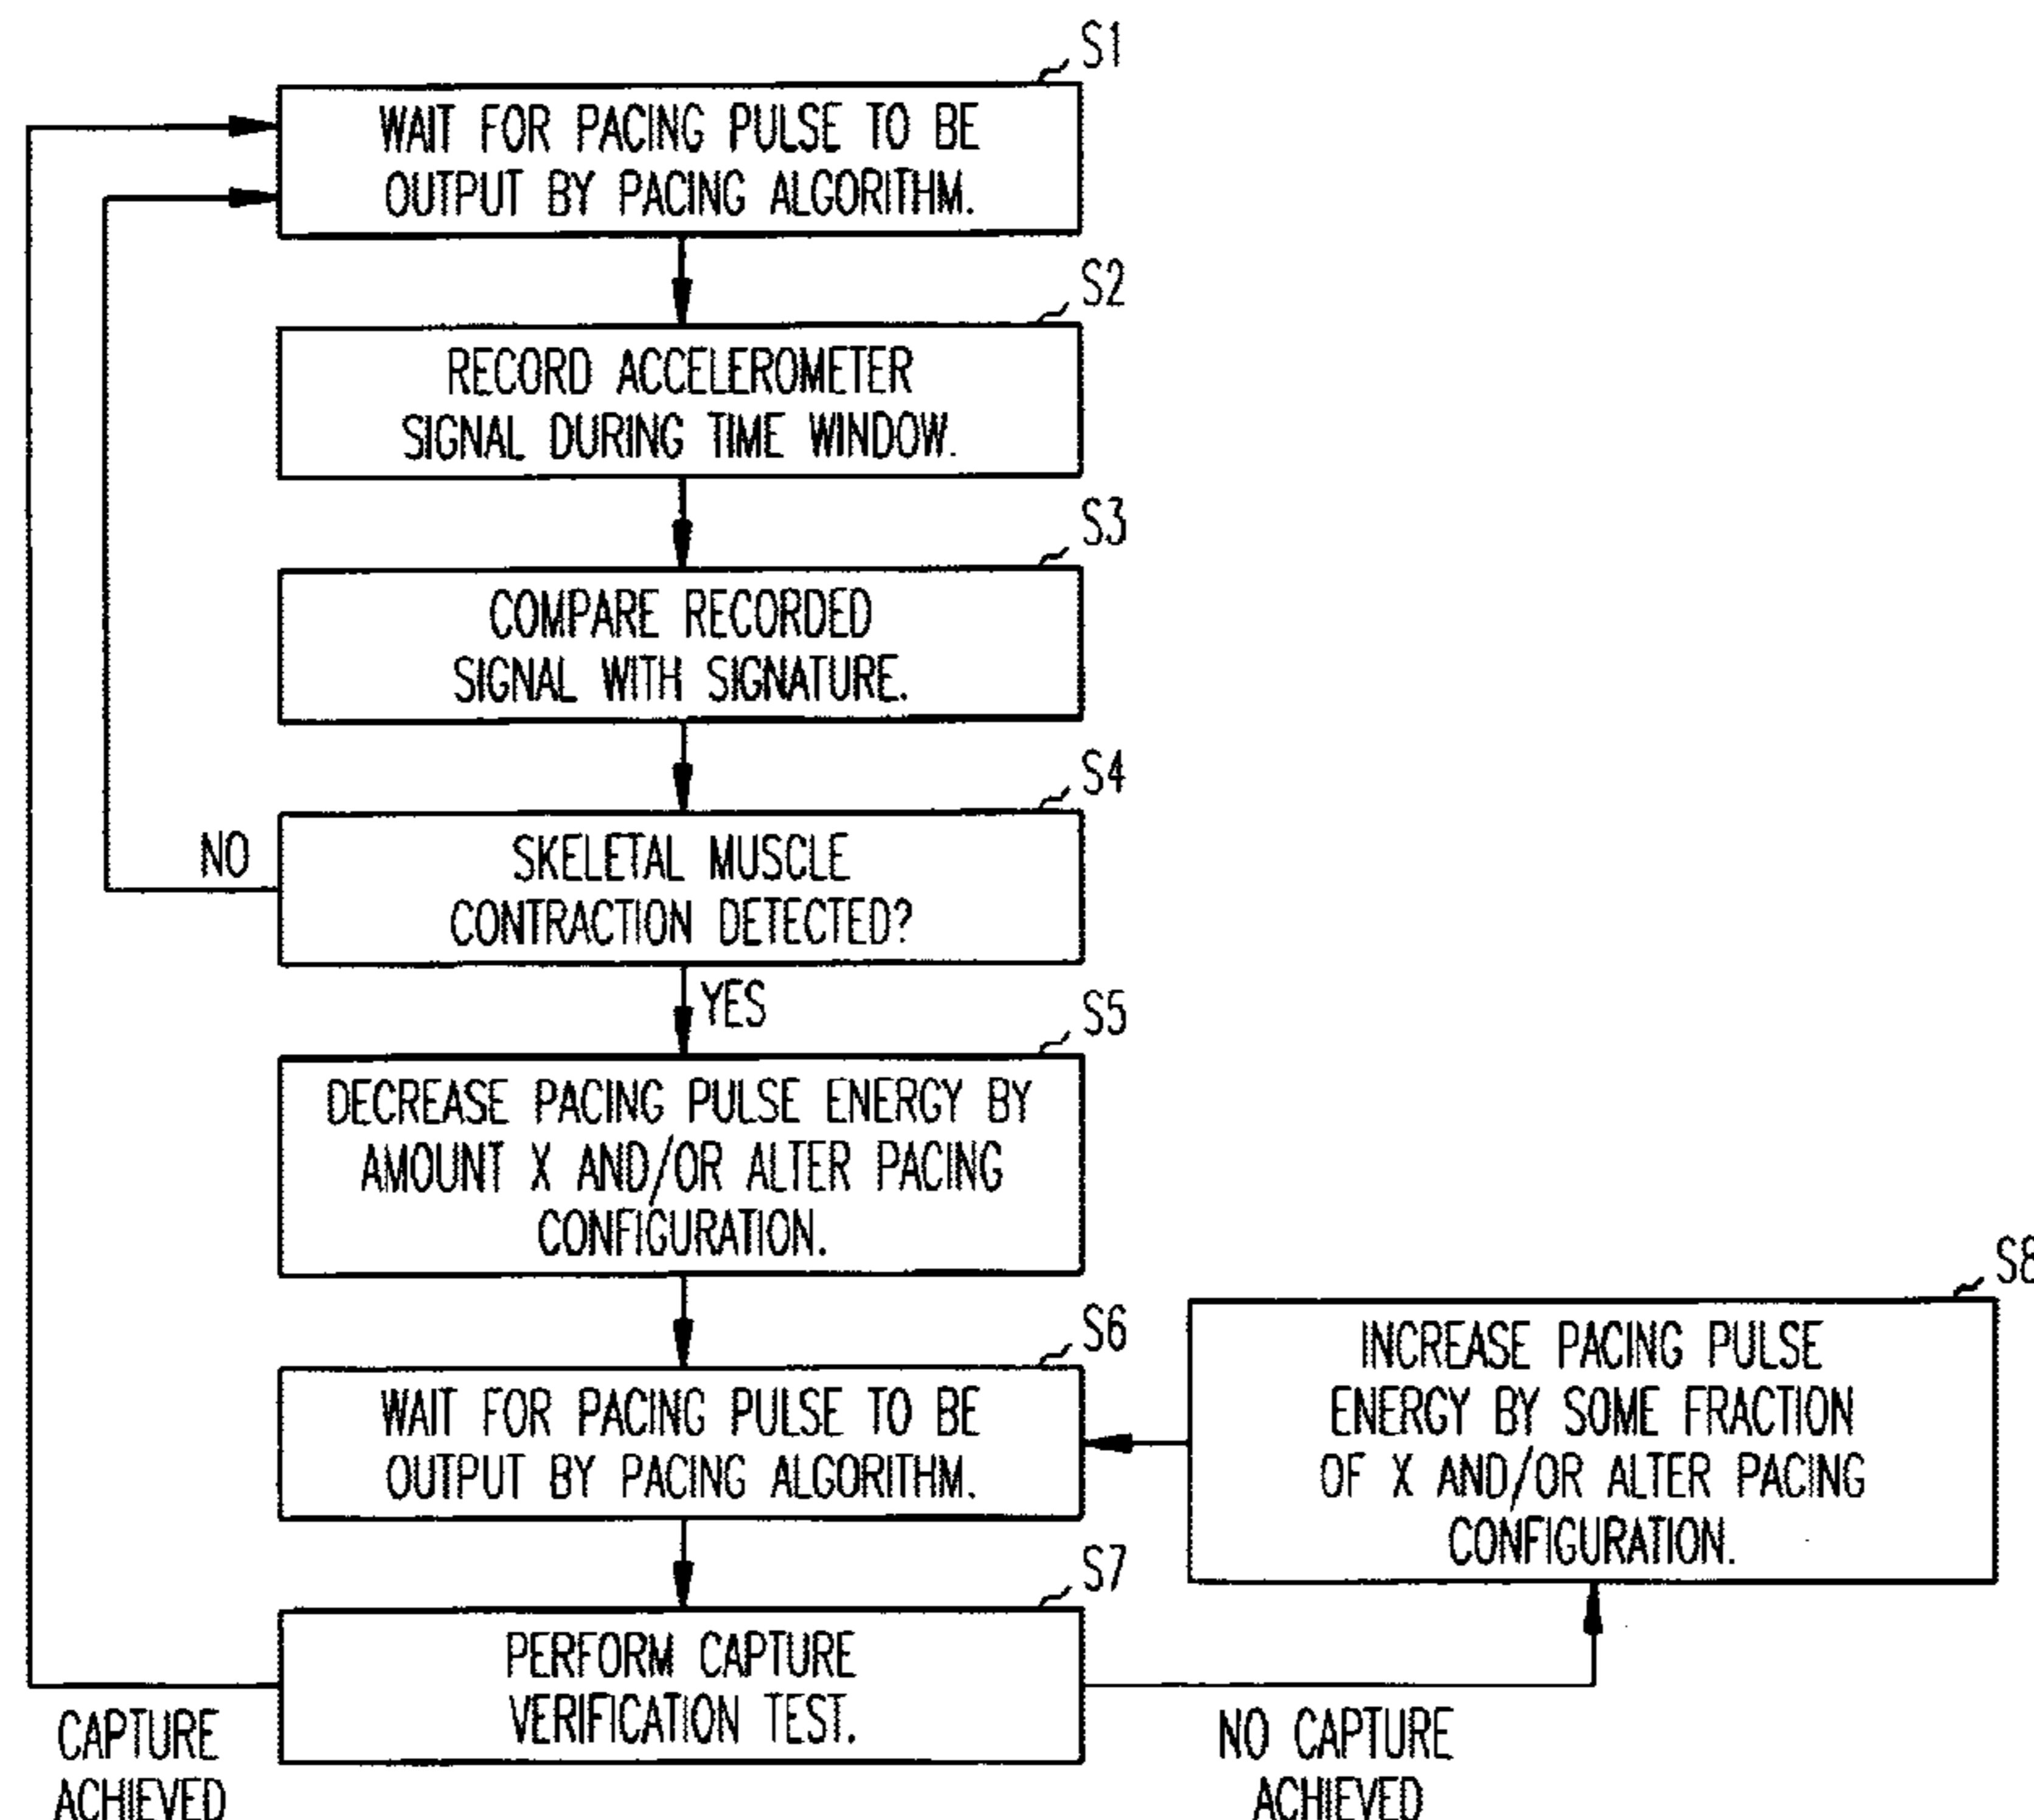 S1
WAIT FOR PACING PULSE TO BE
OUTPUT BY PACING ALGORITHM.
S2
RECORD ACCELEROMETER
SIGNAL DURING TIME WINDOW.
S3
COMPARE RECORDED
SIGNAL WITH SIGNATURE.
S4
SKELETAL MUSCLE
CONTRACTION DETECTED?
NO
YES
S5
DECREASE PACING PULSE ENERGY BY
AMOUNT X AND/OR ALTER PACING
CONFIGURATION.
S6
WAIT FOR PACING PULSE TO BE
OUTPUT BY PACING ALGORITHM.
S7
PERFORM CAPTURE
VERIFICATION TEST.
CAPTURE
ACHIEVED
NO CAPTURE
ACHIEVED
S8
INCREASE PACING PULSE
ENERGY BY SOME FRACTION
OF X AND/OR ALTER PACING
CONFIGURATION.